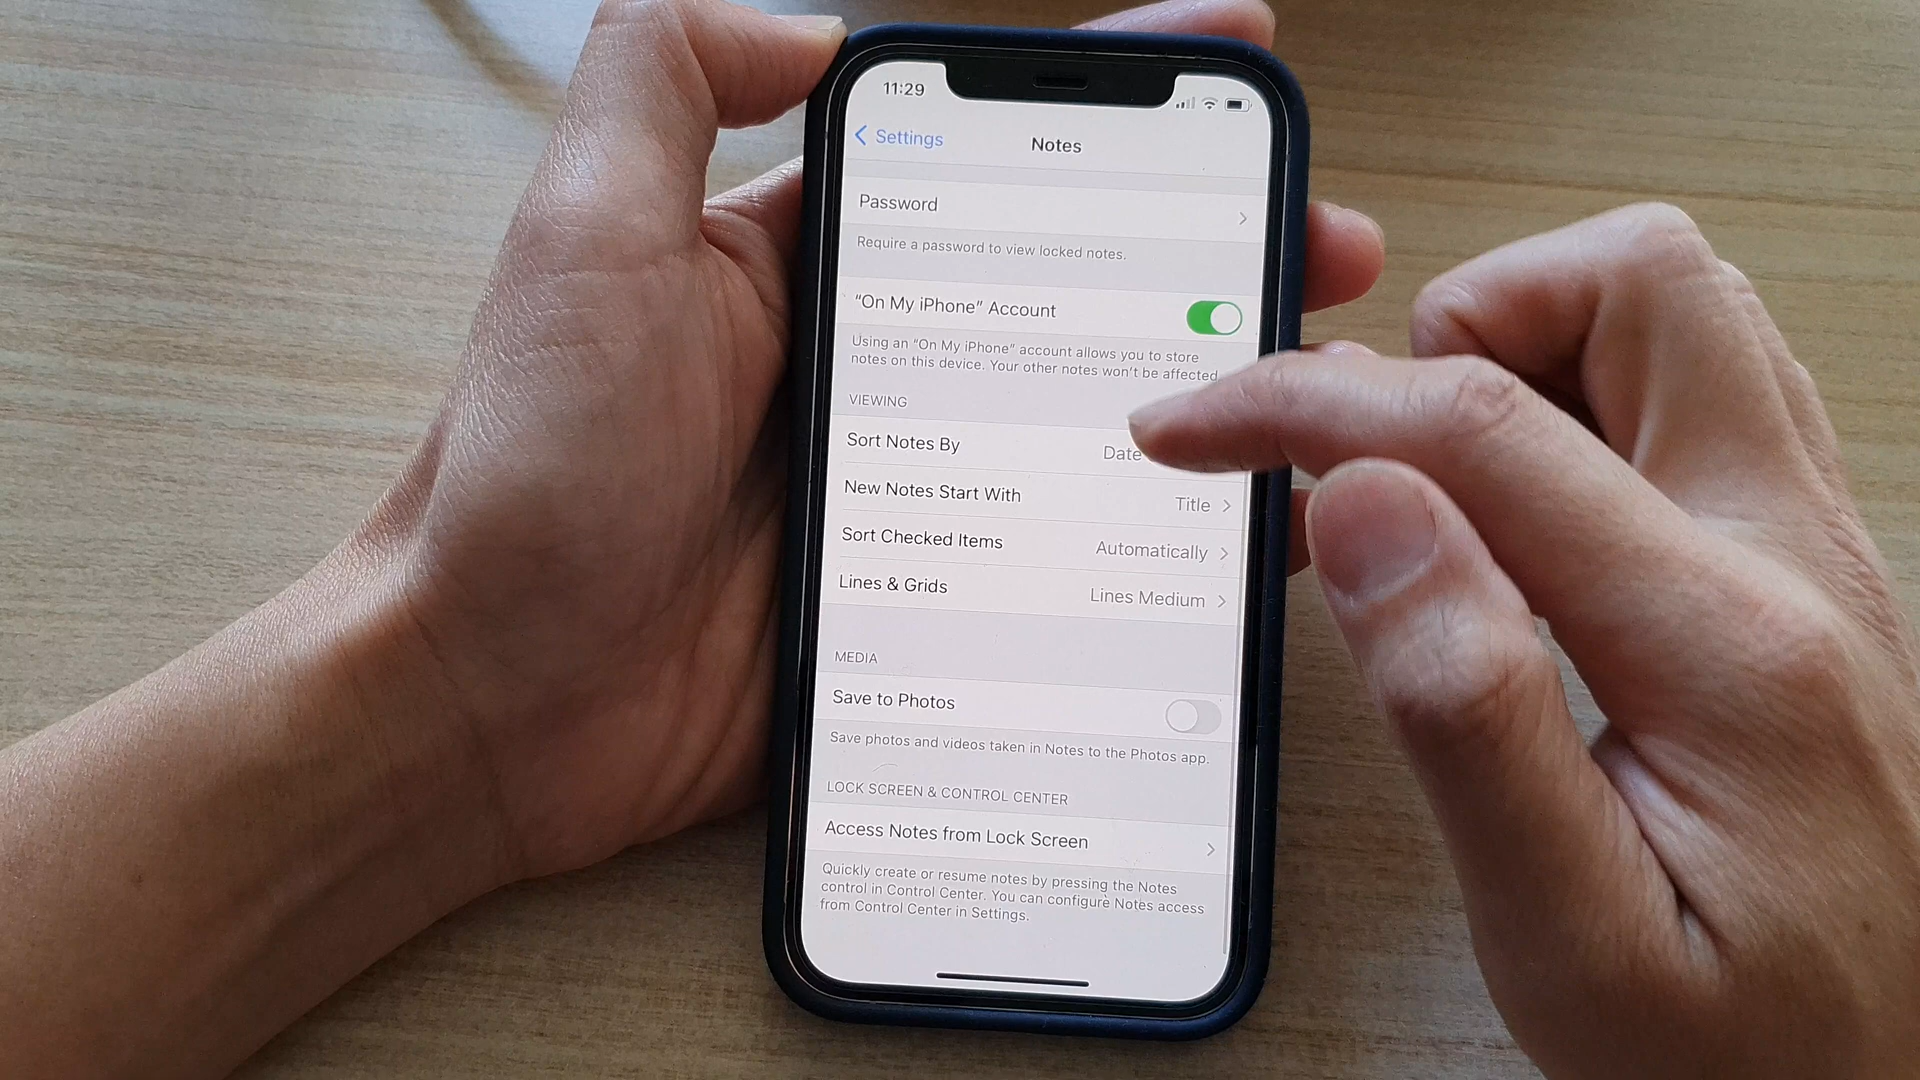 11:29
Settings
Notes
Password
Require a password to view locked notes.
“On My iPhone” Account
Using an “On My iPhone” account allows you to store
notes on this device. Your other notes won’t be affected
VIEWING
Sort Notes By Date
New Notes Start With Title
Sort Checked Items Automatically
Lines & Grids Lines Medium
MEDIA
Save to Photos
Save photos and videos taken in Notes to the Photos app.
LOCK SCREEN & CONTROL CENTER
Access Notes from Lock Screen
Quickly create or resume notes by pressing the Notes
control in Control Center. You can configure Notes access
from Control Center in Settings.